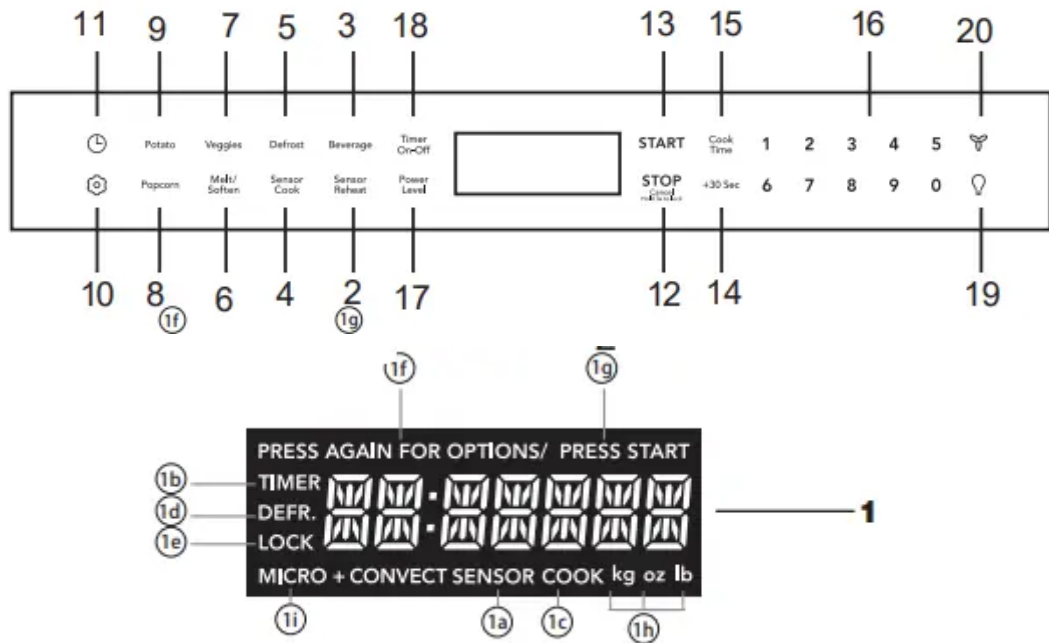 11 9 7 5 3 18 13 15 16 20
Potato Veggies Defrost Beverage Timer On-Off START Cook Time 1 2 3 4 5
Popcorn Melt/ Soften Sensor Cook Sensor Reheat Power Level STOP Cancel +30 Sec 6 7 8 9 0
10 8 6 4 2 17 12 14 19
1f 1g
1f 1g
PRESS AGAIN FOR OPTIONS/ PRESS START
1b TIMER
1d DEFR.
1e LOCK
1
MICRO + CONVECT SENSOR COOK kg oz lb
1i 1a 1c 1h